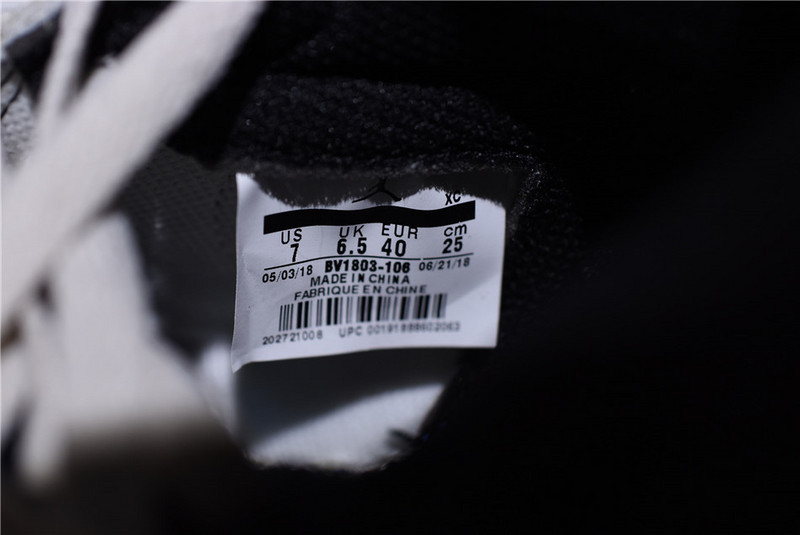 XC
US UK EUR cm
7 6.5 40 25
05/03/18 BV1803-106 06/21/18
MADE IN CHINA
FABRIQUE EN CHINE
202721008 UPC 00191888602063